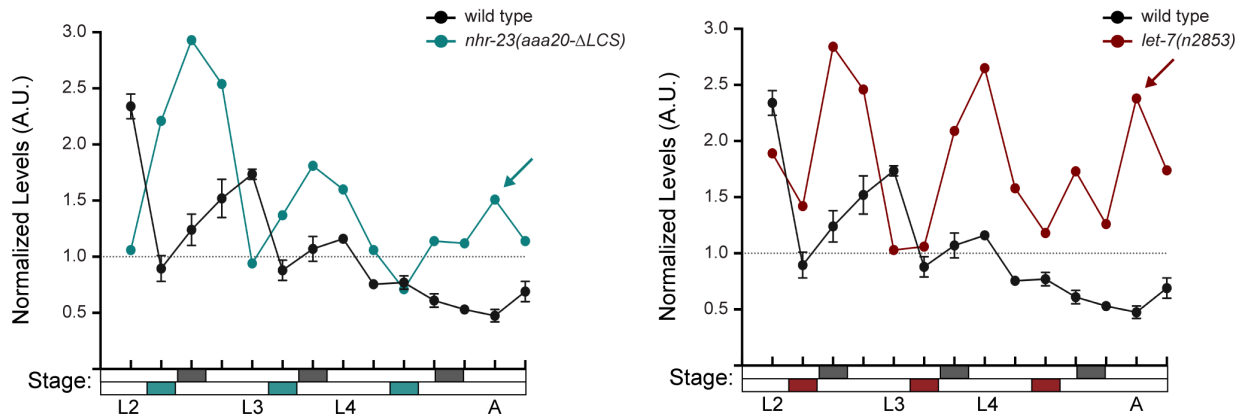 wild type
nhr-23(aaa20-ΔLCS)
Normalized Levels (A.U.)
3.0
2.5
2.0
1.5
1.0
0.5
Stage:
L2 L3 L4 A
wild type
let-7(n2853)
Normalized Levels (A.U.)
3.0
2.5
2.0
1.5
1.0
0.5
Stage:
L2 L3 L4 A